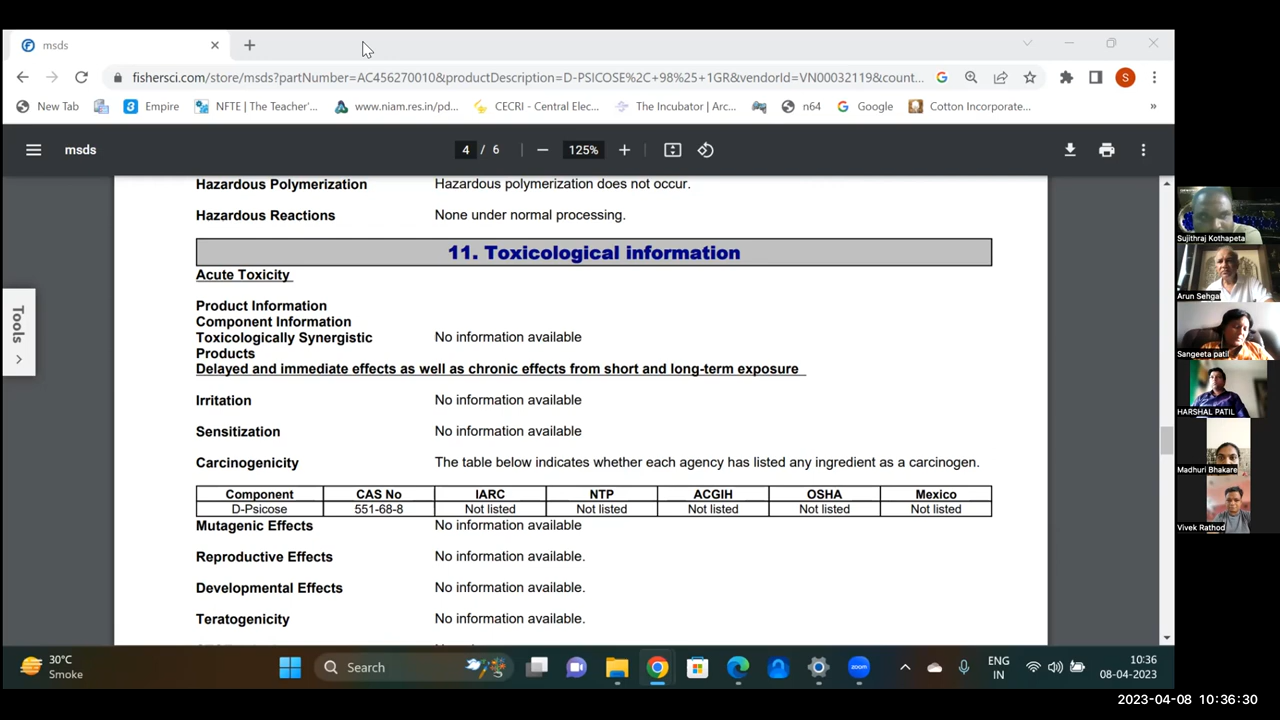 msds
fishersci.com/store/msds?partNumber=AC456270010&productDescription=D-PSICOSE%2C+98%25+1GR&vendorId=VN00032119&count...
New Tab
Empire
NFTE | The Teacher'...
www.niam.res.in/pd...
CECRI - Central Elec...
The Incubator | Arc...
p64
Google
Cotton Incorporate...
»
S
msds
4 / 6
125%
Hazardous Polymerization Hazardous polymerization does not occur.
Hazardous Reactions None under normal processing.
11. Toxicological information
Acute Toxicity
Product Information
Component Information
Toxicologically Synergistic No information available
Products
Delayed and immediate effects as well as chronic effects from short and long-term exposure
Irritation No information available
Sensitization No information available
Carcinogenicity The table below indicates whether each agency has listed any ingredient as a carcinogen.
Component CAS No IARC NTP ACGIH OSHA Mexico
D-Psicose 551-68-8 Not listed Not listed Not listed Not listed Not listed
Mutagenic Effects No information available
Reproductive Effects No information available.
Developmental Effects No information available.
Teratogenicity No information available.
Tools
Sujithraj Kothapeta
Arun Sehgal
Sangeeta patil
HARSHAL PATIL
Madhuri Bhakare
Vivek Rathod
30°C
Smoke
Search
zoom
ENG
IN
10:36
08-04-2023
2023-04-08 10:36:30